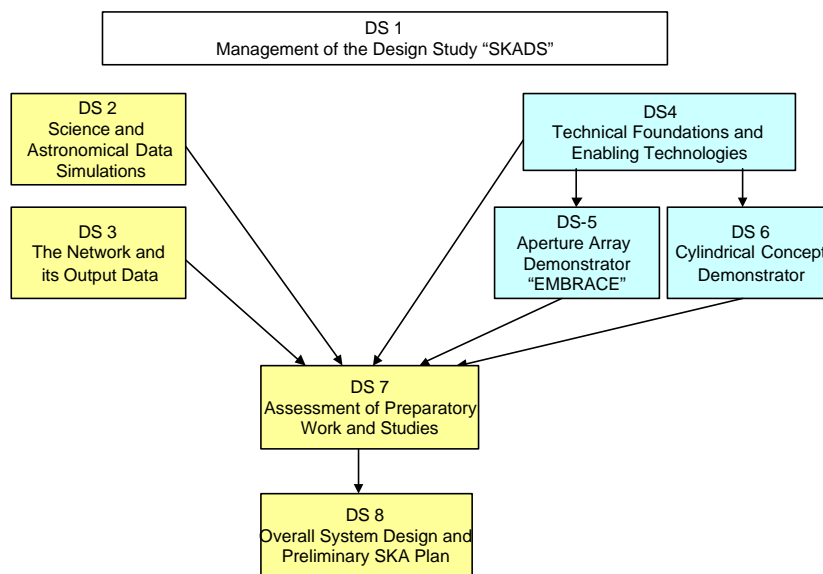 DS 1
Management of the Design Study “SKADS”
DS 2
Science and
Astronomical Data
Simulations
DS4
Technical Foundations and
Enabling Technologies
DS 3
The Network and
its Output Data
DS-5
Aperture Array
Demonstrator
“EMBRACE”
DS 6
Cylindrical Concept
Demonstrator
DS 7
Assessment of Preparatory
Work and Studies
DS 8
Overall System Design and
Preliminary SKA Plan